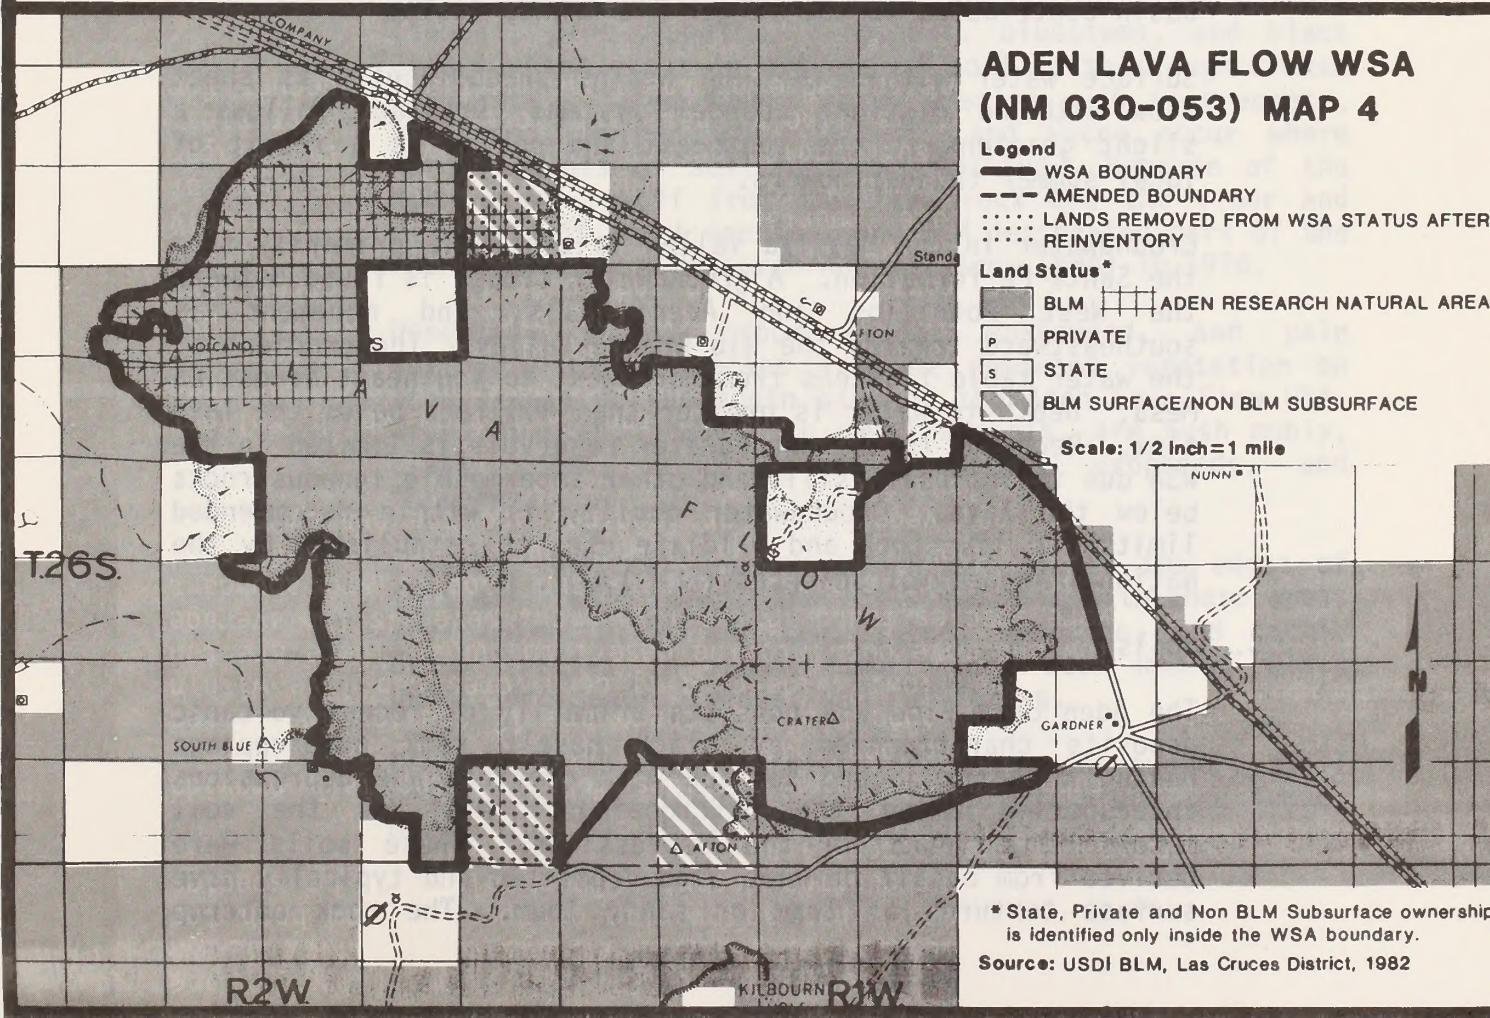 ADEN LAVA FLOW WSA
(NM 030-053) MAP 4
Legend
WSA BOUNDARY
AMENDED BOUNDARY
LANDS REMOVED FROM WSA STATUS AFTER
REINVENTORY
Land Status*
BLM
ADEN RESEARCH NATURAL AREA
P PRIVATE
S STATE
BLM SURFACE/NON BLM SUBSURFACE
Scale: 1/2 inch=1 mile
COMPANY
Standa
AFTON
VOLCANO
S
L
A
V
A
F
L
O
W
S
NUNN
T.26S.
N
CRATER
GARDNER
SOUTH BLUE
AFTON
R2W.
KILBOURN
R1W.
* State, Private and Non BLM Subsurface ownership
is identified only inside the WSA boundary.
Source: USDI BLM, Las Cruces District, 1982